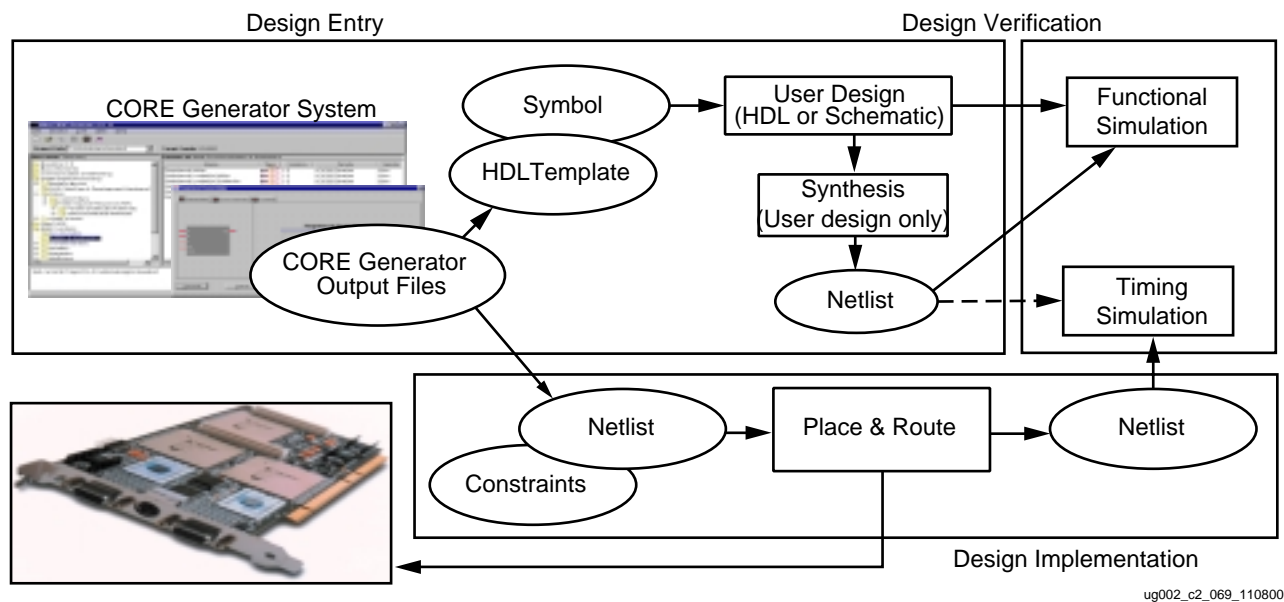 Design Entry
Design Verification
CORE Generator System
Symbol
HDLTemplate
User Design
(HDL or Schematic)
Functional
Simulation
Synthesis
(User design only)
CORE Generator
Output Files
Netlist
Timing
Simulation
Netlist
Place & Route
Netlist
Constraints
Design Implementation
ug002_c2_069_110800